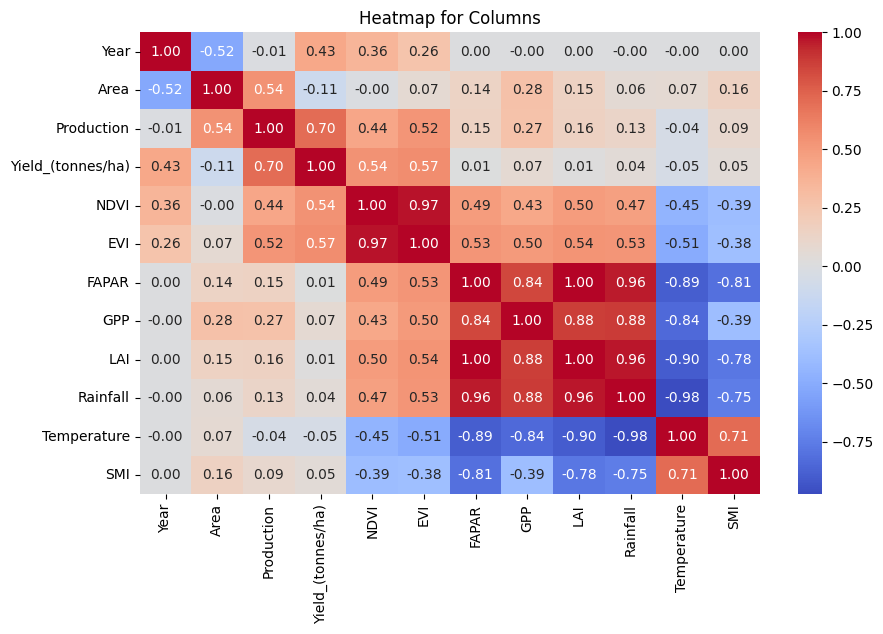 Heatmap for Columns
Year 1.00 -0.52 -0.01 0.43 0.36 0.26 0.00 -0.00 0.00 -0.00 -0.00 0.00
Area -0.52 1.00 0.54 -0.11 -0.00 0.07 0.14 0.28 0.15 0.06 0.07 0.16
Production -0.01 0.54 1.00 0.70 0.44 0.52 0.15 0.27 0.16 0.13 -0.04 0.09
Yield_(tonnes/ha) 0.43 -0.11 0.70 1.00 0.54 0.57 0.01 0.07 0.01 0.04 -0.05 0.05
NDVI 0.36 -0.00 0.44 0.54 1.00 0.97 0.49 0.43 0.50 0.47 -0.45 -0.39
EVI 0.26 0.07 0.52 0.57 0.97 1.00 0.53 0.50 0.54 0.53 -0.51 -0.38
FAPAR 0.00 0.14 0.15 0.01 0.49 0.53 1.00 0.84 1.00 0.96 -0.89 -0.81
GPP -0.00 0.28 0.27 0.07 0.43 0.50 0.84 1.00 0.88 0.88 -0.84 -0.39
LAI 0.00 0.15 0.16 0.01 0.50 0.54 1.00 0.88 1.00 0.96 -0.90 -0.78
Rainfall -0.00 0.06 0.13 0.04 0.47 0.53 0.96 0.88 0.96 1.00 -0.98 -0.75
Temperature -0.00 0.07 -0.04 -0.05 -0.45 -0.51 -0.89 -0.84 -0.90 -0.98 1.00 0.71
SMI 0.00 0.16 0.09 0.05 -0.39 -0.38 -0.81 -0.39 -0.78 -0.75 0.71 1.00
Year Area Production Yield_(tonnes/ha) NDVI EVI FAPAR GPP LAI Rainfall Temperature SMI
1.00
0.75
0.50
0.25
0.00
-0.25
-0.50
-0.75